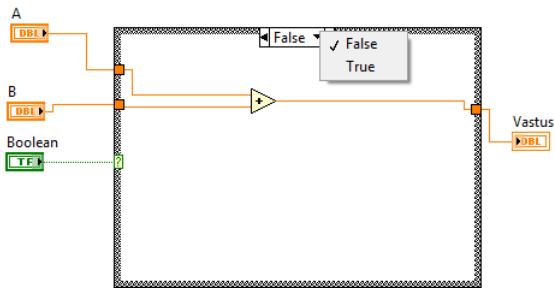 A
DBL
False
False
True
B
DBL
+
Boolean
TF
?
Vastus
DBL